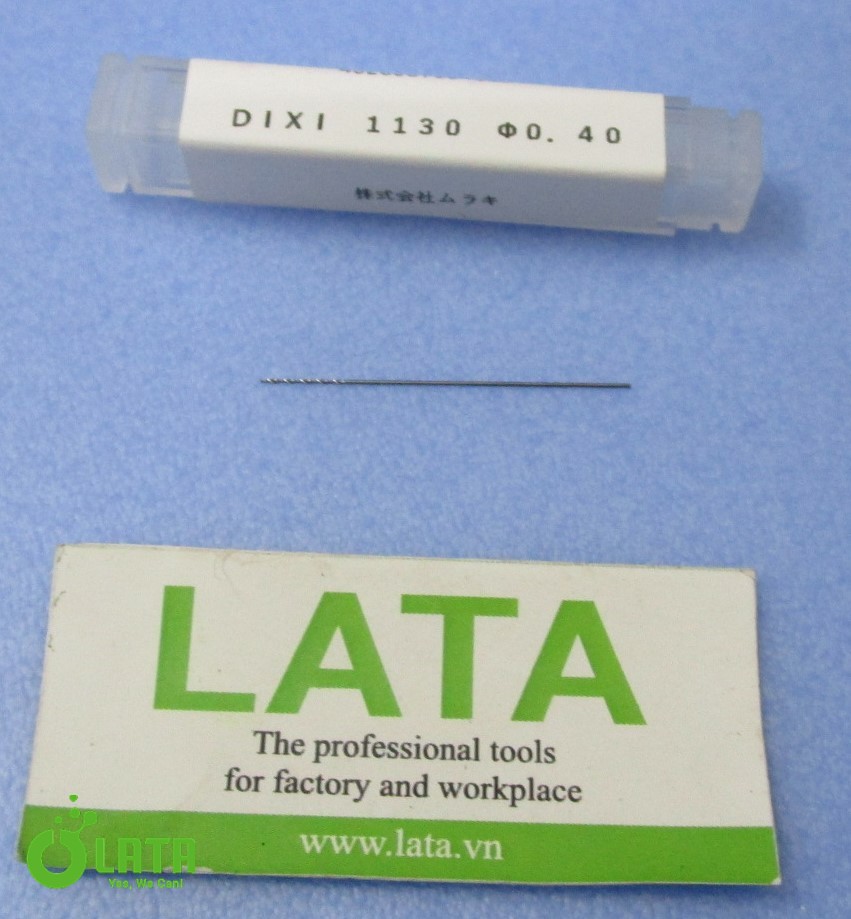 DIXI 1130 Φ0. 40
株式会社ムラキ
LATA
The professional tools
for factory and workplace
www.lata.vn
LATA
Yes, We Can!